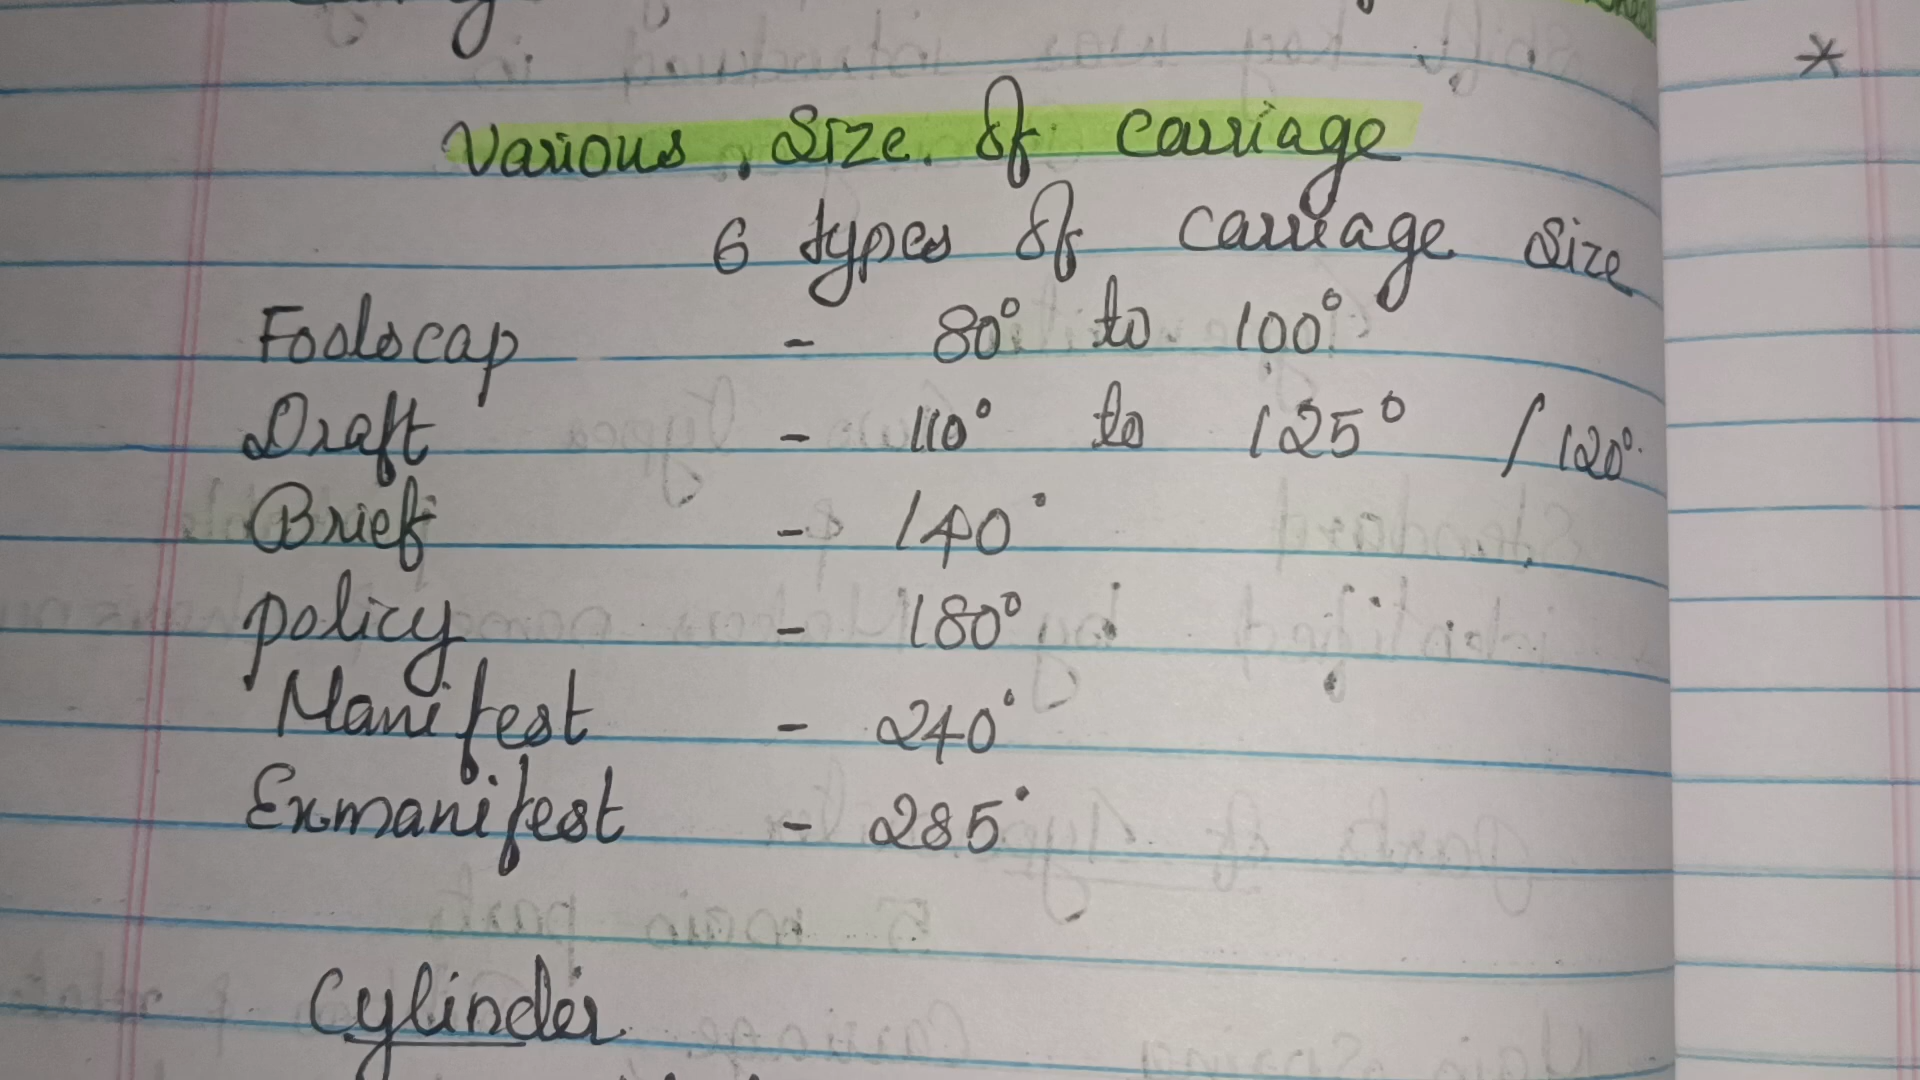 Various Size of carriage
6 types of carriage size
Foolscap - 80° to 100°
Draft - 110° to 125° / 120°
Brief - 140°
policy - 180°
Manifest - 240°
Exmanifest - 285°
Cylinder
*